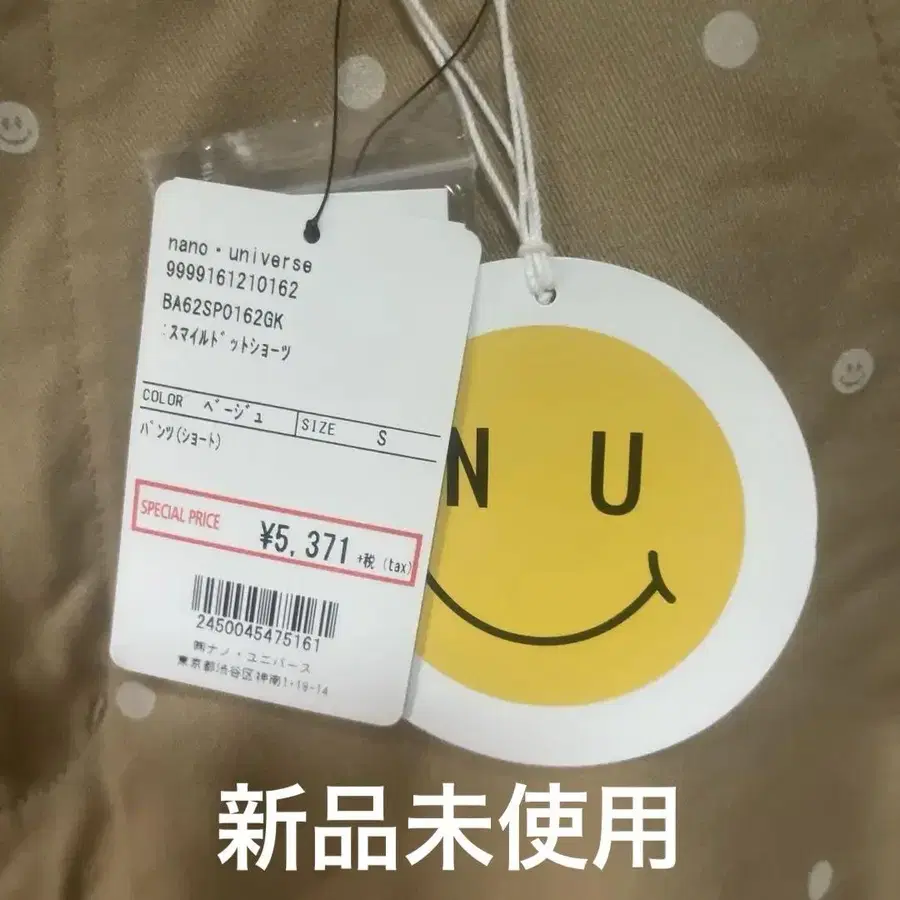 nano・universe
9999161210162
BA62SP0162GK
:スマイルドットショーツ
COLOR ベージュ
SIZE S
パンツ(ショート)
SPECIAL PRICE
¥5,371 +税 (tax)
2450045475161
㈱ナノ・ユニバース
東京都渋谷区神南1-19-14
N U
新品未使用